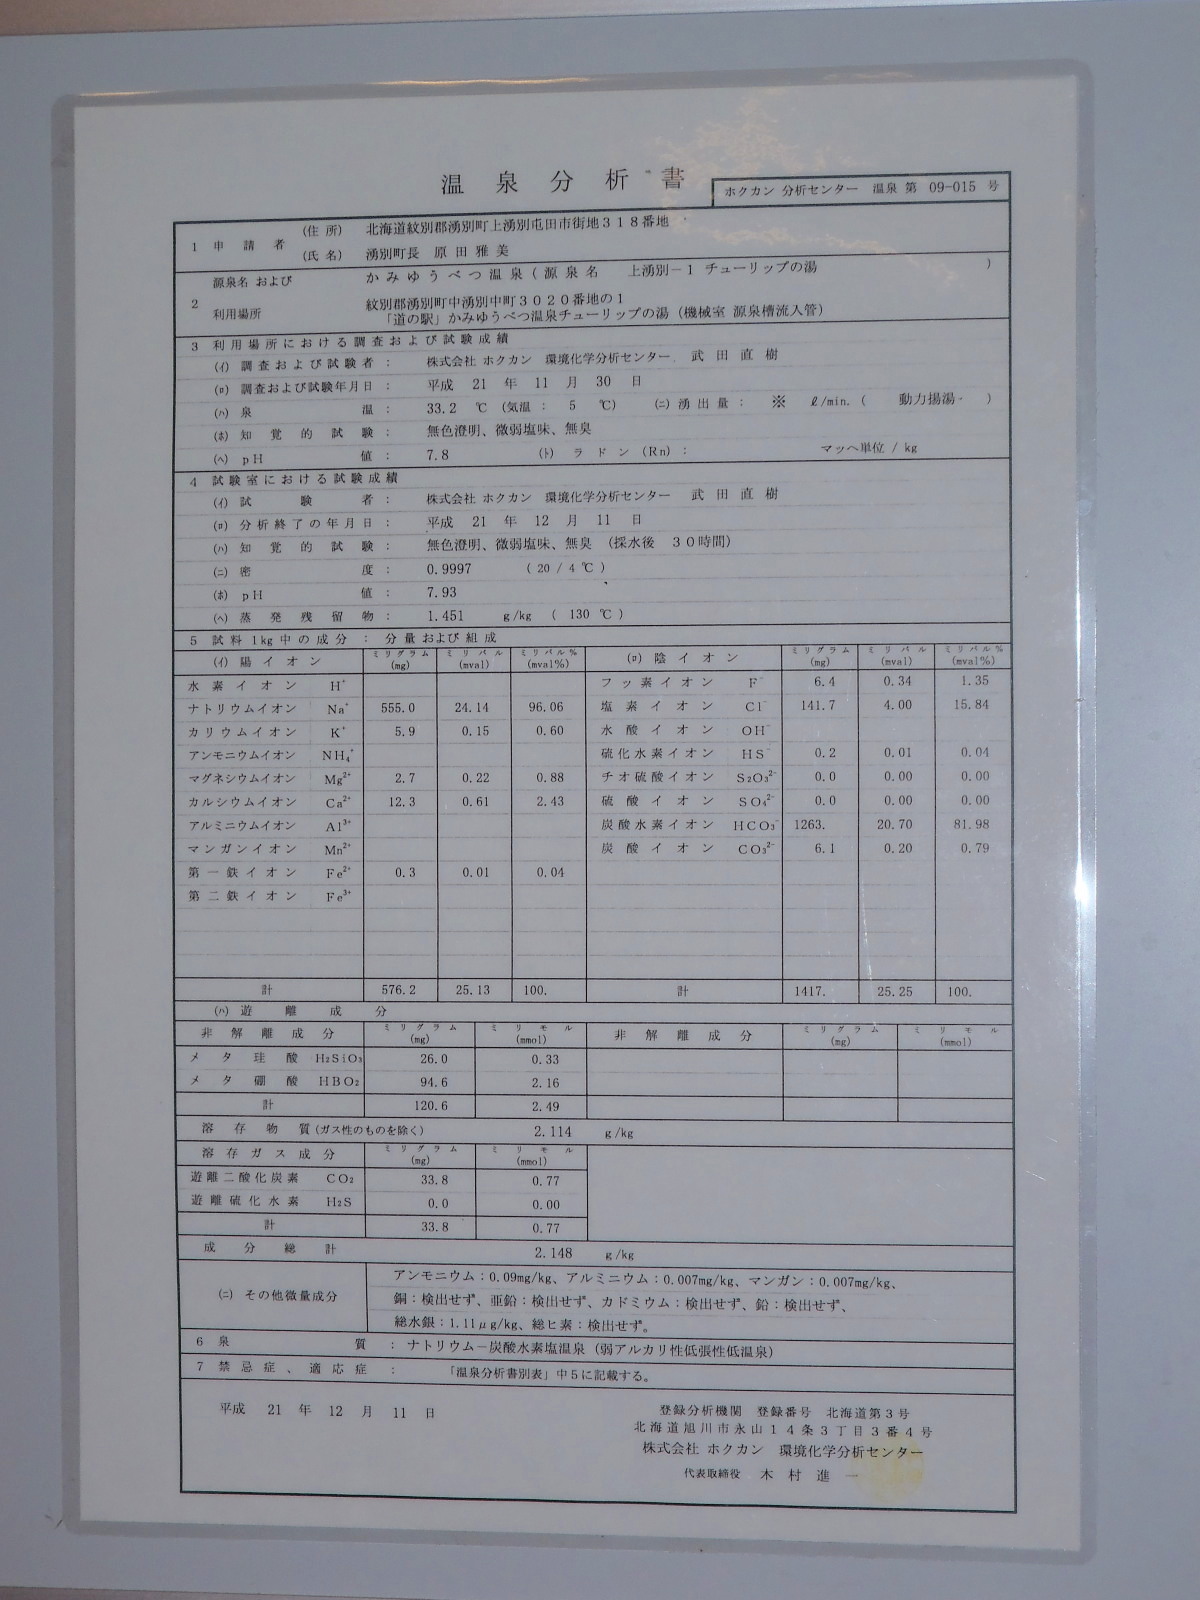 温泉分析書
ホクカン 分析センター 温泉 第 09-015 号
1 申請者 (住所) 北海道紋別郡湧別町上湧別屯田市街地318番地
(氏名) 湧別町長 原田雅美
2 源泉名 および 利用場所 かみゆうべつ温泉(源泉名 上湧別-1 チューリップの湯 )
紋別郡湧別町中湧別中町3020番地の1
「道の駅」かみゆうべつ温泉チューリップの湯(機械室 源泉槽流入管)
3 利用場所における調査および試験成績
(イ) 調査および試験者: 株式会社 ホクカン 環境化学分析センター 武田直樹
(ロ) 調査および試験年月日: 平成 21 年 11 月 30 日
(ハ) 泉温: 33.2 ℃ (気温: 5 ℃) (ニ) 湧出量: ※ ℓ/min. ( 動力揚湯 )
(ホ) 知覚的試験: 無色澄明、微弱塩味、無臭
(ヘ) pH値: 7.8 (ト) ラドン(Rn): マッヘ単位 / kg
4 試験室における試験成績
(イ) 試験者: 株式会社 ホクカン 環境化学分析センター 武田直樹
(ロ) 分析終了の年月日: 平成 21 年 12 月 11 日
(ハ) 知覚的試験: 無色澄明、微弱塩味、無臭 (採水後 30時間)
(ニ) 密度: 0.9997 ( 20 / 4 ℃ )
(ホ) pH値: 7.93
(ヘ) 蒸発残留物: 1.451 g/kg ( 130 ℃ )
5 試料1kg中の成分: 分量および組成
(イ) 陽イオン ミリグラム (mg) ミリバル (mval) ミリバル% (mval%) (ロ) 陰イオン ミリグラム (mg) ミリバル (mval) ミリバル% (mval%)
水素イオン H⁺ フッ素イオン F⁻ 6.4 0.34 1.35
ナトリウムイオン Na⁺ 555.0 24.14 96.06 塩素イオン Cl⁻ 141.7 4.00 15.84
カリウムイオン K⁺ 5.9 0.15 0.60 水酸イオン OH⁻
アンモニウムイオン NH₄⁺ 硫化水素イオン HS⁻ 0.2 0.01 0.04
マグネシウムイオン Mg²⁺ 2.7 0.22 0.88 チオ硫酸イオン S₂O₃²⁻ 0.0 0.00 0.00
カルシウムイオン Ca²⁺ 12.3 0.61 2.43 硫酸イオン SO₄²⁻ 0.0 0.00 0.00
アルミニウムイオン Al³⁺ 炭酸水素イオン HCO₃⁻ 1263. 20.70 81.98
マンガンイオン Mn²⁺ 炭酸イオン CO₃²⁻ 6.1 0.20 0.79
第一鉄イオン Fe²⁺ 0.3 0.01 0.04
第二鉄イオン Fe³⁺
計 576.2 25.13 100. 計 1417. 25.25 100.
(ハ) 遊離成分
非解離成分 ミリグラム (mg) ミリモル (mmol) 非解離成分 ミリグラム (mg) ミリモル (mmol)
メタ珪酸 H₂SiO₃ 26.0 0.33
メタ硼酸 HBO₂ 94.6 2.16
計 120.6 2.49
溶存物質(ガス性のものを除く) 2.114 g/kg
溶存ガス成分 ミリグラム (mg) ミリモル (mmol)
遊離二酸化炭素 CO₂ 33.8 0.77
遊離硫化水素 H₂S 0.0 0.00
計 33.8 0.77
成分総計 2.148 g/kg
(ニ) その他微量成分 アンモニウム:0.09mg/kg、アルミニウム:0.007mg/kg、マンガン:0.007mg/kg、
銅:検出せず、亜鉛:検出せず、カドミウム:検出せず、鉛:検出せず、
総水銀:1.11μg/kg、総ヒ素:検出せず。
6 泉質: ナトリウム-炭酸水素塩温泉(弱アルカリ性低張性低温泉)
7 禁忌症、適応症: 「温泉分析書別表」中5に記載する。
平成 21 年 12 月 11 日 登録分析機関 登録番号 北海道第3号
北海道旭川市永山14条3丁目3番4号
株式会社 ホクカン 環境化学分析センター
代表取締役 木村進一